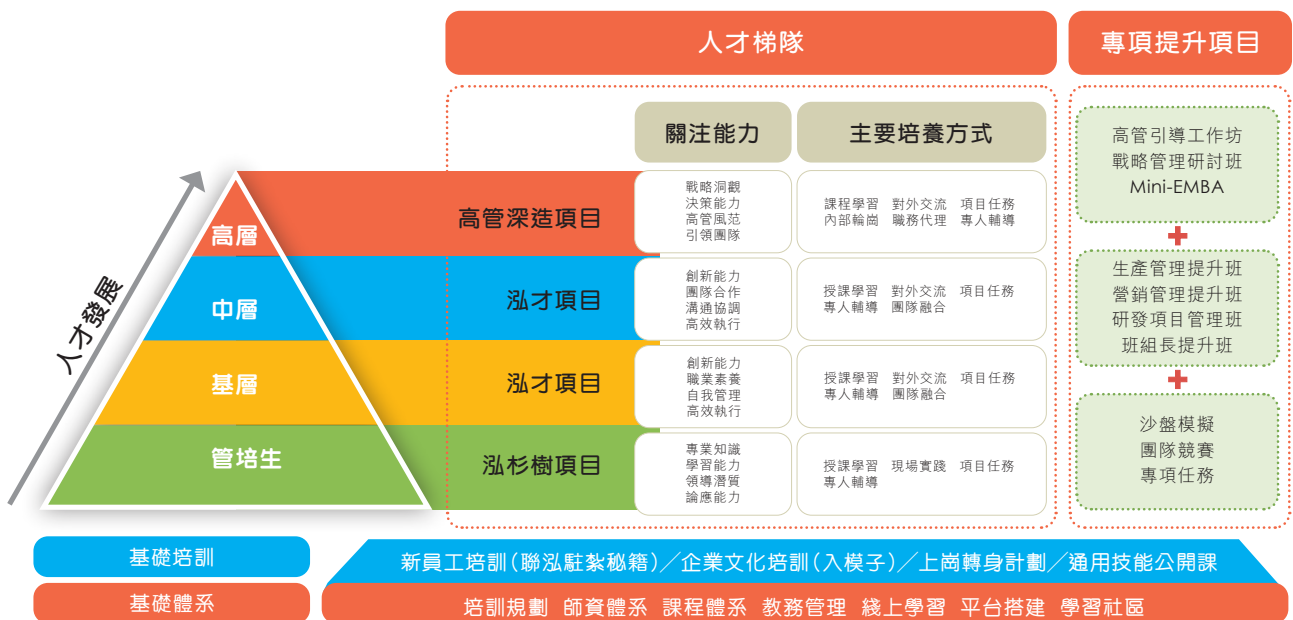 人才梯隊
專項提升項目
關注能力
主要培養方式
人才發展
高層
高管深造項目
戰略洞觀
決策能力
高管風范
引領團隊
課程學習 對外交流 項目任務
內部輪崗 職務代理 專人輔導
中層
泓才項目
創新能力
團隊合作
溝通協調
高效執行
授課學習 對外交流 項目任務
專人輔導 團隊融合
基層
泓才項目
創新能力
職業素養
自我管理
高效執行
授課學習 對外交流 項目任務
專人輔導 團隊融合
管培生
泓杉樹項目
專業知識
學習能力
領導潛質
論應能力
授課學習 現場實踐 項目任務
專人輔導
高管引導工作坊
戰略管理研討班
Mini-EMBA
+
生產管理提升班
營銷管理提升班
研發項目管理班
班組長提升班
+
沙盤模擬
團隊競賽
專項任務
基礎培訓
新員工培訓(聯泓駐紮秘籍)/企業文化培訓(入模子)/上崗轉身計劃/通用技能公開課
基礎體系
培訓規劃 師資體系 課程體系 教務管理 綫上學習 平台搭建 學習社區